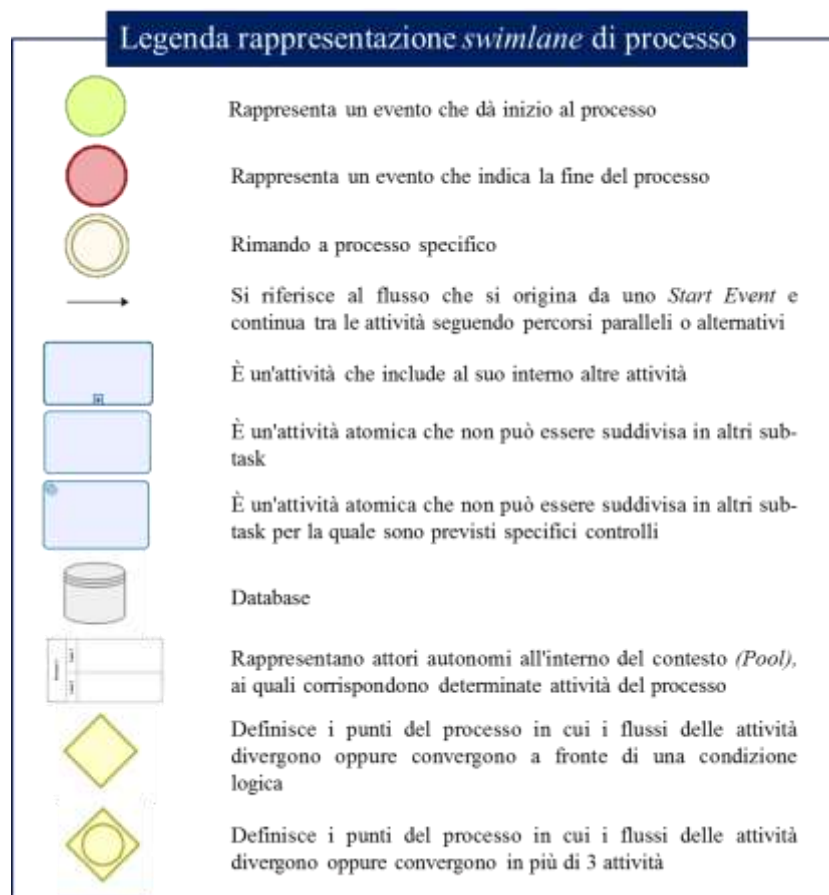 Legenda rappresentazione swimlane di processo
Rappresenta un evento che dà inizio al processo
Rappresenta un evento che indica la fine del processo
Rimando a processo specifico
Si riferisce al flusso che si origina da uno Start Event e
continua tra le attività seguendo percorsi paralleli o alternativi
È un'attività che include al suo interno altre attività
È un'attività atomica che non può essere suddivisa in altri sub-
task
È un'attività atomica che non può essere suddivisa in altri sub-
task per la quale sono previsti specifici controlli
Database
Rappresentano attori autonomi all'interno del contesto (Pool),
ai quali corrispondono determinate attività del processo
Definisce i punti del processo in cui i flussi delle attività
divergono oppure convergono a fronte di una condizione
logica
Definisce i punti del processo in cui i flussi delle attività
divergono oppure convergono in più di 3 attività